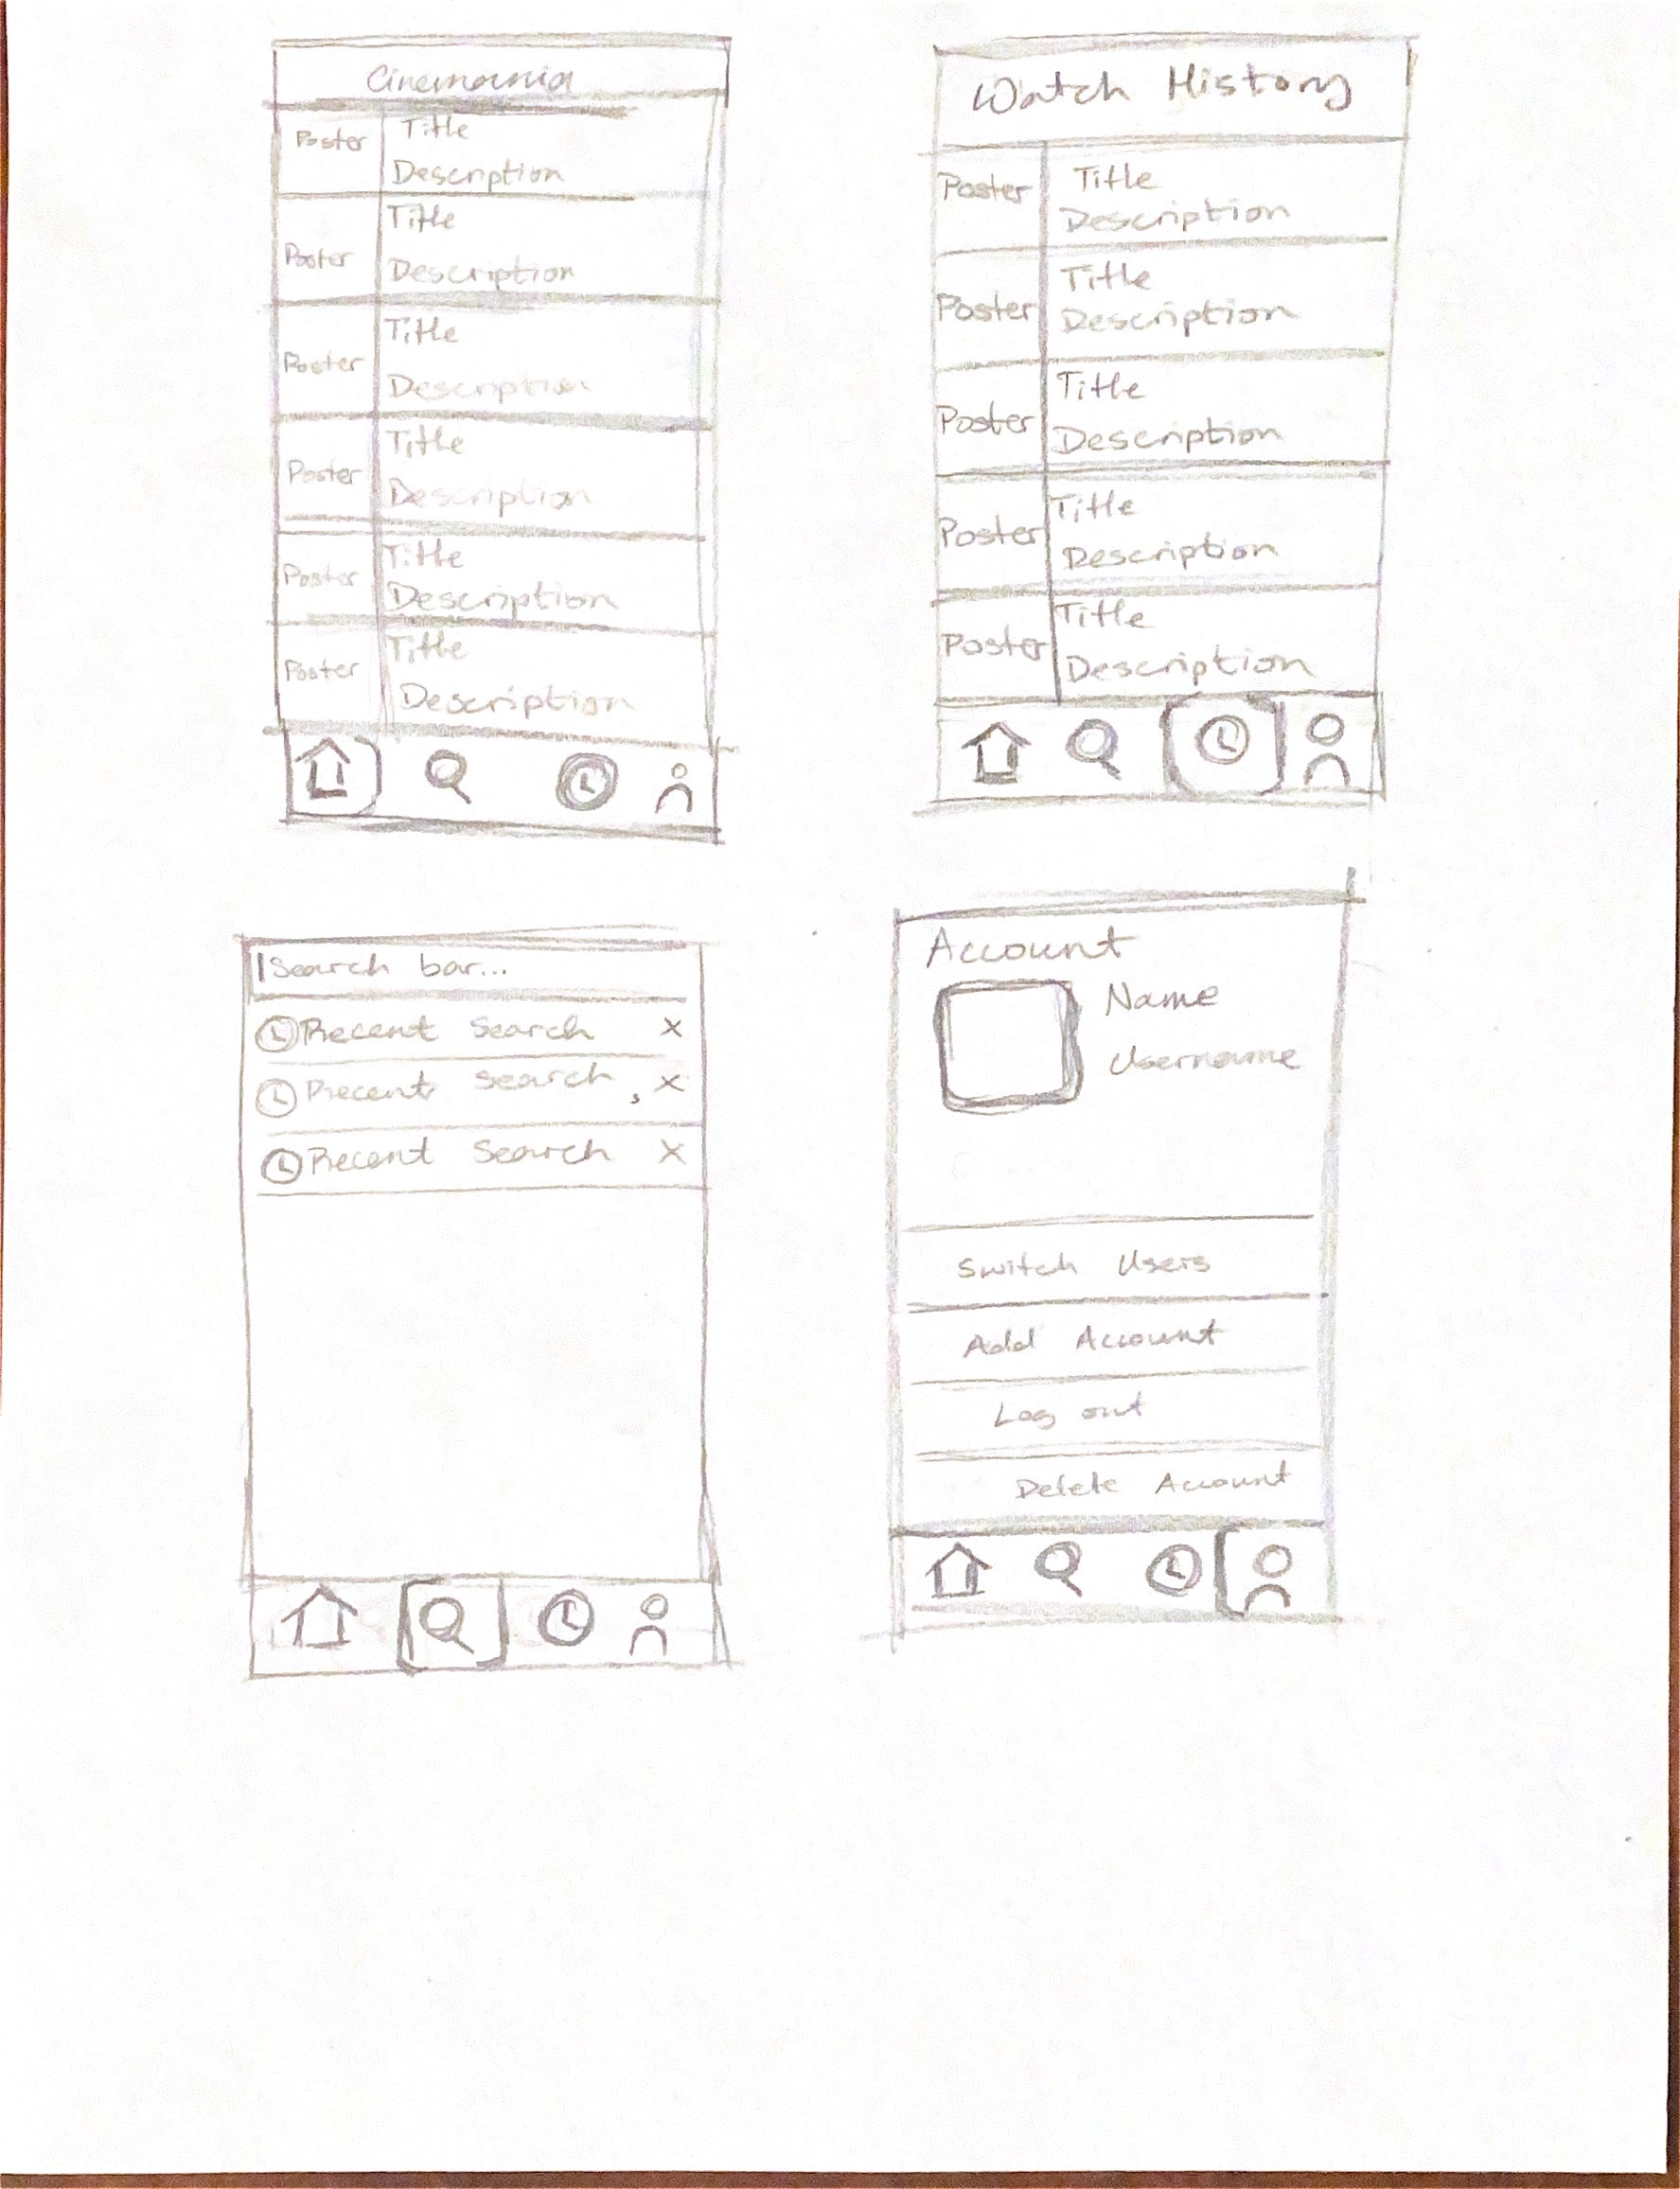 Cinemania
Poster
Title
Description
Poster
Title
Description
Poster
Title
Description
Poster
Title
Description
Poster
Title
Description
Poster
Title
Description
Watch History
Poster
Title
Description
Poster
Title
Description
Poster
Title
Description
Poster
Title
Description
Poster
Title
Description
Search bar...
Recent Search ×
Recent search ×
Recent Search ×
Account
Name
Username
Switch Users
Add Account
Log out
Delete Account